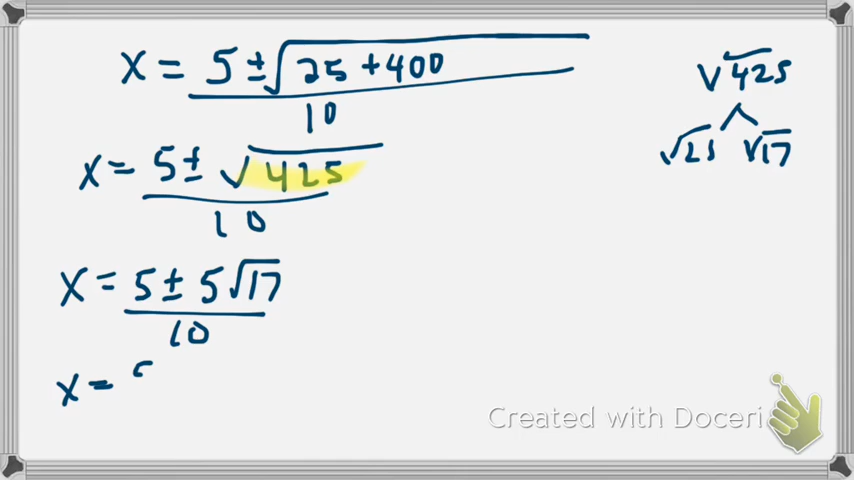 x = 5 ± √25 + 400
10
√425
√25 √17
x = 5 ± √425
10
x = 5 ± 5√17
10
x =
Created with Doceri